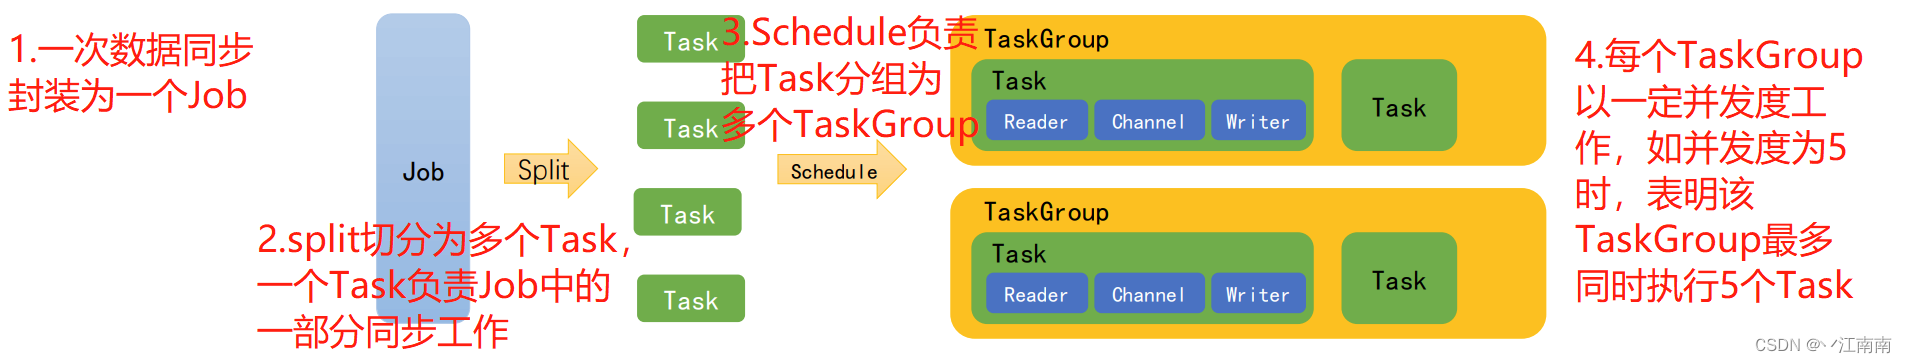 1.一次数据同步
封装为一个Job
Job
2.split切分为多个Task，
一个Task负责Job中的
一部分同步工作
Split
Task
Task
Task
Task
3.Schedule负责
把Task分组为
多个TaskGroup
Schedule
TaskGroup
Task
Reader Channel Writer
Task
TaskGroup
Task
Reader Channel Writer
Task
4.每个TaskGroup
以一定并发度工
作，如并发度为5
时，表明该
TaskGroup最多
同时执行5个Task
CSDN @丷江南南